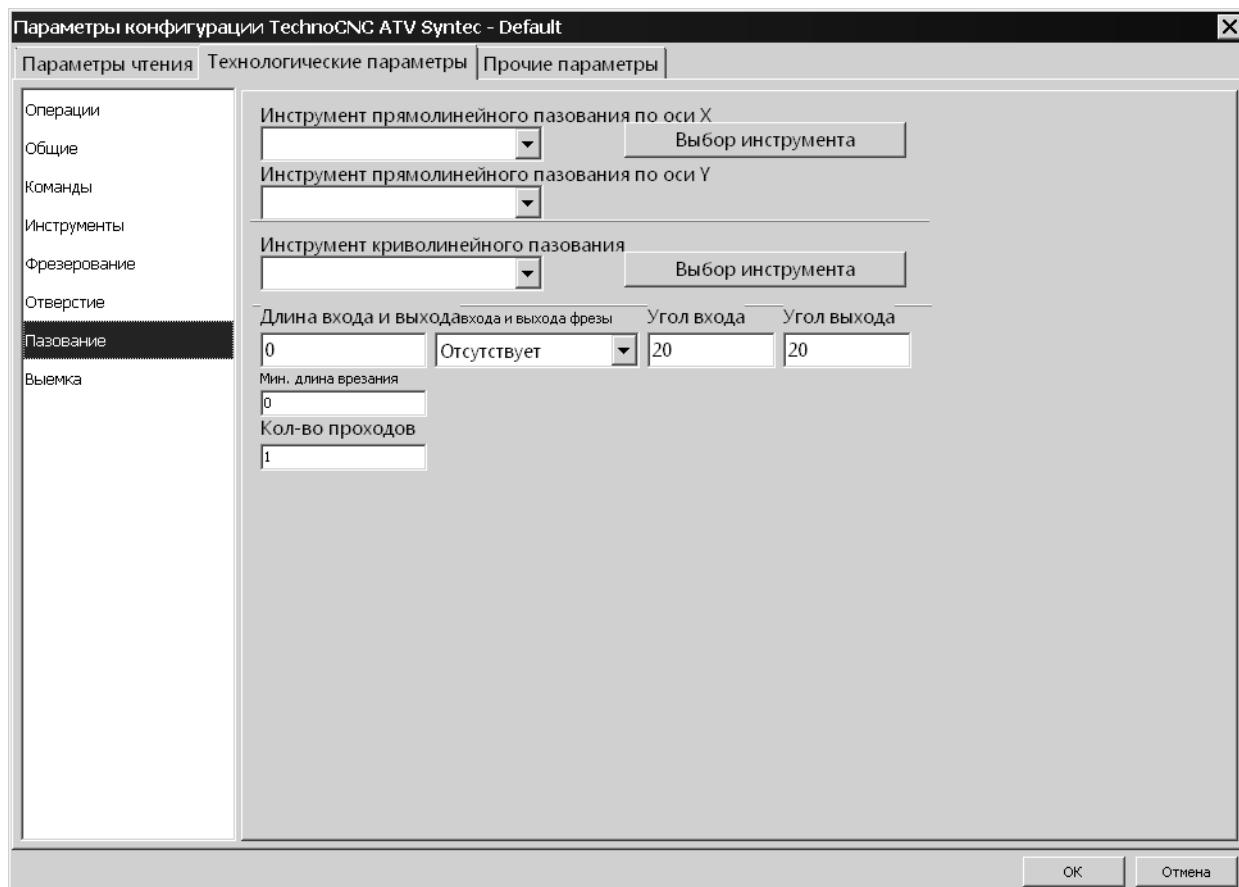 Параметры конфигурации TechnoCNC ATV Syntec - Default
Параметры чтения Технологические параметры Прочие параметры
Операции
Общие
Команды
Инструменты
Фрезерование
Отверстие
Пазование
Выемка
Инструмент прямолинейного пазования по оси X
Выбор инструмента
Инструмент прямолинейного пазования по оси Y
Инструмент криволинейного пазования
Выбор инструмента
Длина входа и выхода входа и выхода фрезы Угол входа Угол выхода
0 Отсутствует 20 20
Мин. длина врезания
0
Кол-во проходов
1
OK Отмена